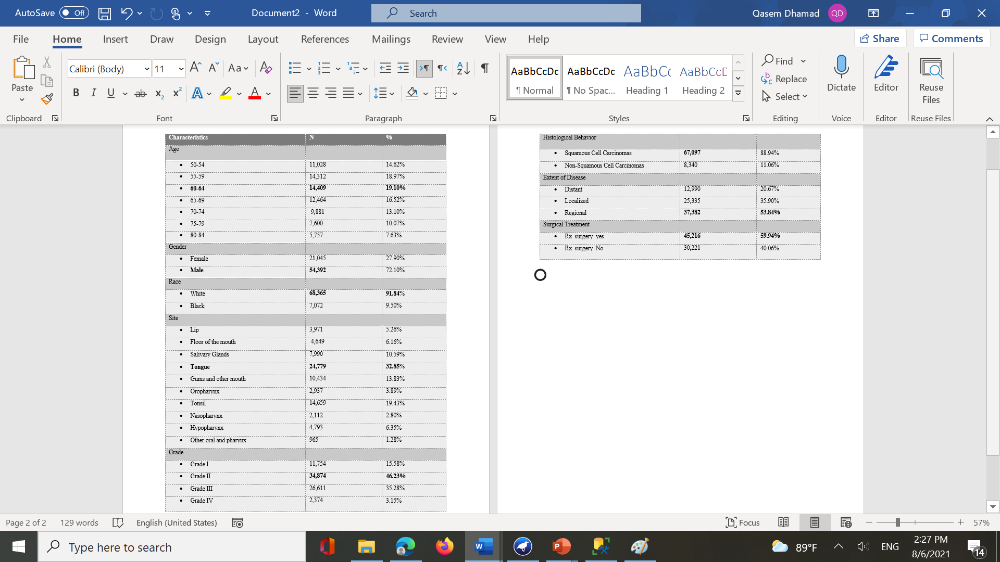 AutoSave Off Document2 - Word Search Qasem Dhamad QD
File Home Insert Draw Design Layout References Mailings Review View Help Share Comments
Paste
Calibri (Body) 11 Aa
B I U ab x2 x2 A A
AaBbCcDc AaBbCcDc AaBbCc AaBbCcE
¶ Normal ¶ No Spac... Heading 1 Heading 2
Find
Replace
Select
Dictate
Editor
Reuse
Files
Clipboard Font Paragraph Styles Editing Voice Editor Reuse Files
Characteristics N %
Age
• 50-54 11,028 14.62%
• 55-59 14,312 18.97%
• 60-64 14,409 19.10%
• 65-69 12,464 16.52%
• 70-74 9,881 13.10%
• 75-79 7,600 10.07%
• 80-84 5,757 7.63%
Gender
• Female 21,045 27.90%
• Male 54,392 72.10%
Race
• White 68,365 91.84%
• Black 7,072 9.50%
Site
• Lip 3,971 5.26%
• Floor of the mouth 4,649 6.16%
• Salivary Glands 7,990 10.59%
• Tongue 24,779 32.85%
• Gums and other mouth 10,434 13.83%
• Oropharynx 2,937 3.89%
• Tonsil 14,659 19.43%
• Nasopharynx 2,112 2.80%
• Hypopharynx 4,793 6.35%
• Other oral and pharynx 965 1.28%
Grade
• Grade I 11,754 15.58%
• Grade II 34,874 46.23%
• Grade III 26,611 35.28%
• Grade IV 2,374 3.15%
Histological Behavior
• Squamous Cell Carcinomas 67,097 88.94%
• Non-Squamous Cell Carcinomas 8,340 11.06%
Extent of Disease
• Distant 12,990 20.67%
• Localized 25,335 35.90%
• Regional 37,382 53.84%
Surgical Treatment
• Rx surgery yes 45,216 59.94%
• Rx surgery No 30,221 40.06%
Page 2 of 2 129 words English (United States) Focus 57%
Type here to search 89°F ENG 2:27 PM
8/6/2021 14